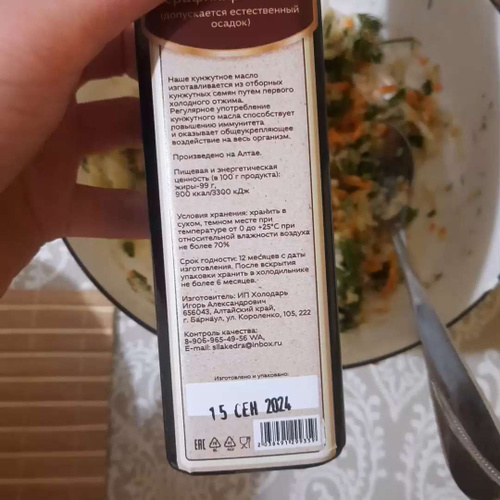 (допускается естественный
осадок)
Наше кунжутное масло
изготавливается из отборных
кунжутных семян путем первого
холодного отжима.
Регулярное употребление
кунжутного масла способствует
повышению иммунитета
и оказывает общеукрепляющее
воздействие на весь организм.
Произведено на Алтае.
Пищевая и энергетическая
ценность (в 100 г продукта):
жиры-99 г,
900 ккал/3300 кДж
Условия хранения: хранить в
сухом, темном месте при
температуре от 0 до +25°С при
относительной влажности воздуха
не более 70%
Срок годности: 12 месяцев с даты
изготовления. После вскрытия
упаковки хранить в холодильнике
не более 6 месяцев.
Изготовитель: ИП Холодарь
Игорь Александрович
656043, Алтайский край,
г. Барнаул, ул. Короленко, 105, 222
Контроль качества:
8-906-965-49-56 WA,
E-mail: silakedra@inbox.ru
Изготовлено и упаковано:
15 СЕН 2024
EAC